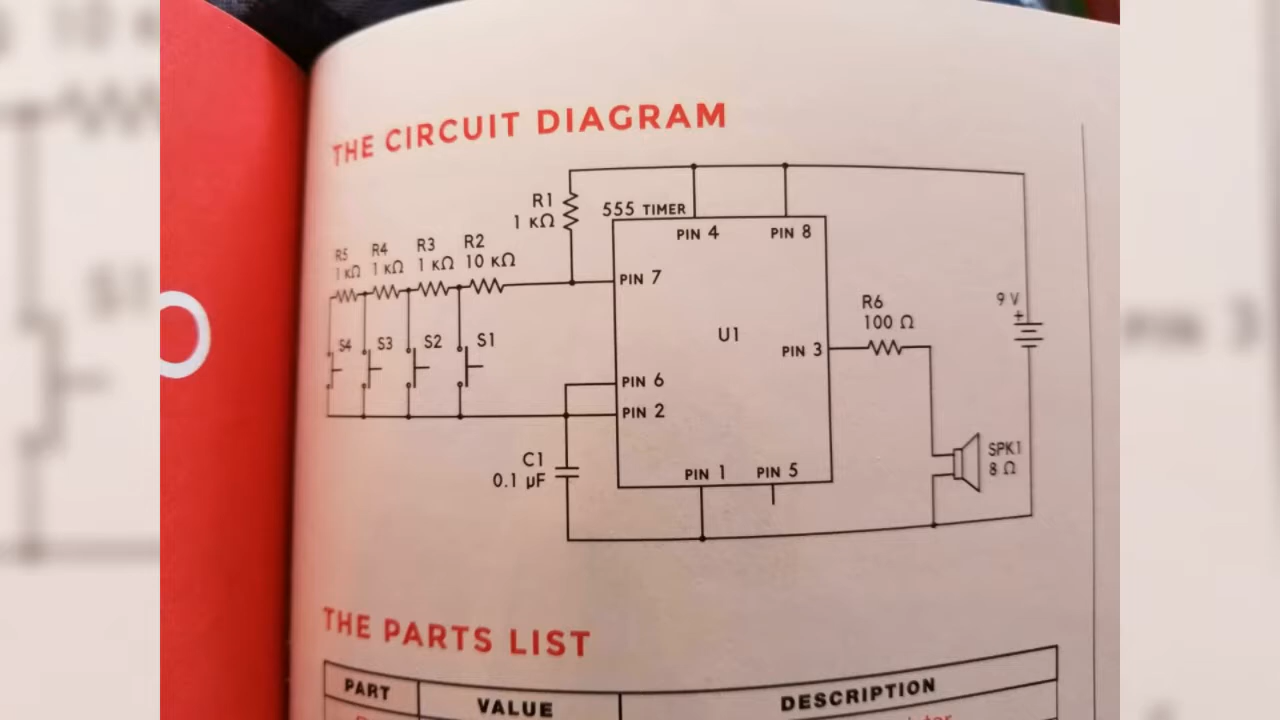 THE CIRCUIT DIAGRAM
R1
1 KΩ
555 TIMER
PIN 4
PIN 8
R5
1 KΩ
R4
1 KΩ
R3
1 KΩ
R2
10 KΩ
PIN 7
9 V
+
R6
100 Ω
U1
PIN 3
S4
S3
S2
S1
PIN 6
PIN 2
C1
0.1 µF
PIN 1
PIN 5
SPK1
8 Ω
THE PARTS LIST
PART
VALUE
DESCRIPTION